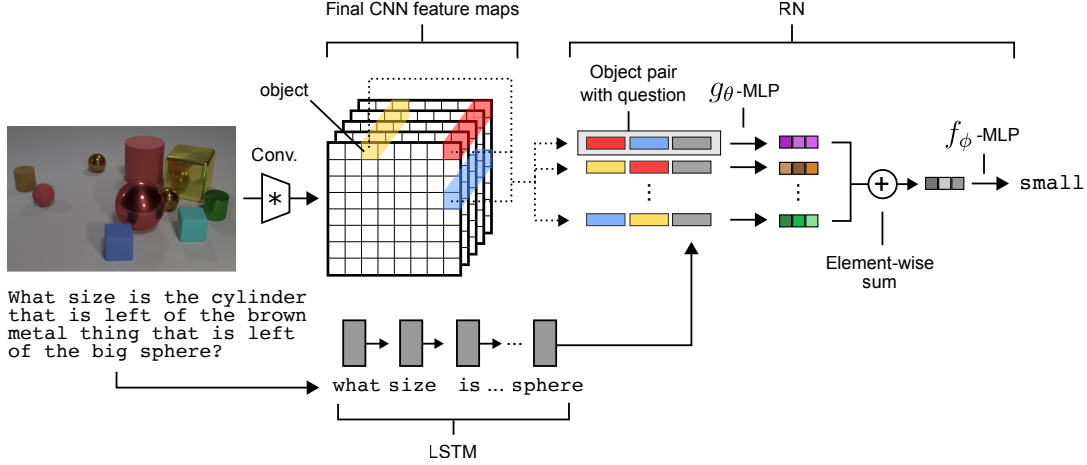 Final CNN feature maps
RN
object
Object pair
with question
gθ-MLP
fϕ-MLP
Conv.
*
+
small
Element-wise
sum
What size is the cylinder
that is left of the brown
metal thing that is left
of the big sphere?
...
what size is ... sphere
LSTM